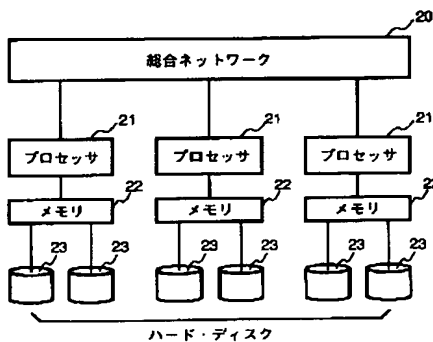 20
総合ネットワーク
21 21 21
プロセッサ プロセッサ プロセッサ
22 22 22
メモリ メモリ メモリ
23 23 23 23 23 23
ハード・ディスク